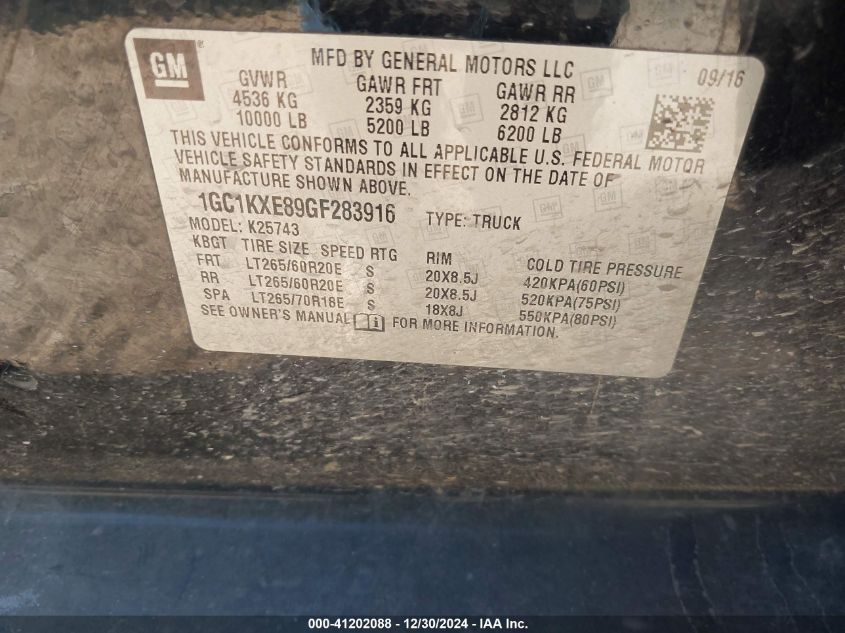 GM ®
MFD BY GENERAL MOTORS LLC
09/16
GVWR GAWR FRT GAWR RR
4536 KG 2359 KG 2812 KG
10000 LB 5200 LB 6200 LB
THIS VEHICLE CONFORMS TO ALL APPLICABLE U.S. FEDERAL MOTOR
VEHICLE SAFETY STANDARDS IN EFFECT ON THE DATE OF
MANUFACTURE SHOWN ABOVE.
1GC1KXE89GF283916 TYPE: TRUCK
MODEL: K25743
KBGT TIRE SIZE SPEED RTG RIM COLD TIRE PRESSURE
FRT LT265/60R20E S 20X8.5J 420KPA(60PSI)
RR LT265/60R20E S 20X8.5J 520KPA(75PSI)
SPA LT265/70R18E S 18X8J 550KPA(80PSI)
SEE OWNER'S MANUAL FOR MORE INFORMATION.
000-41202088 - 12/30/2024 - IAA Inc.